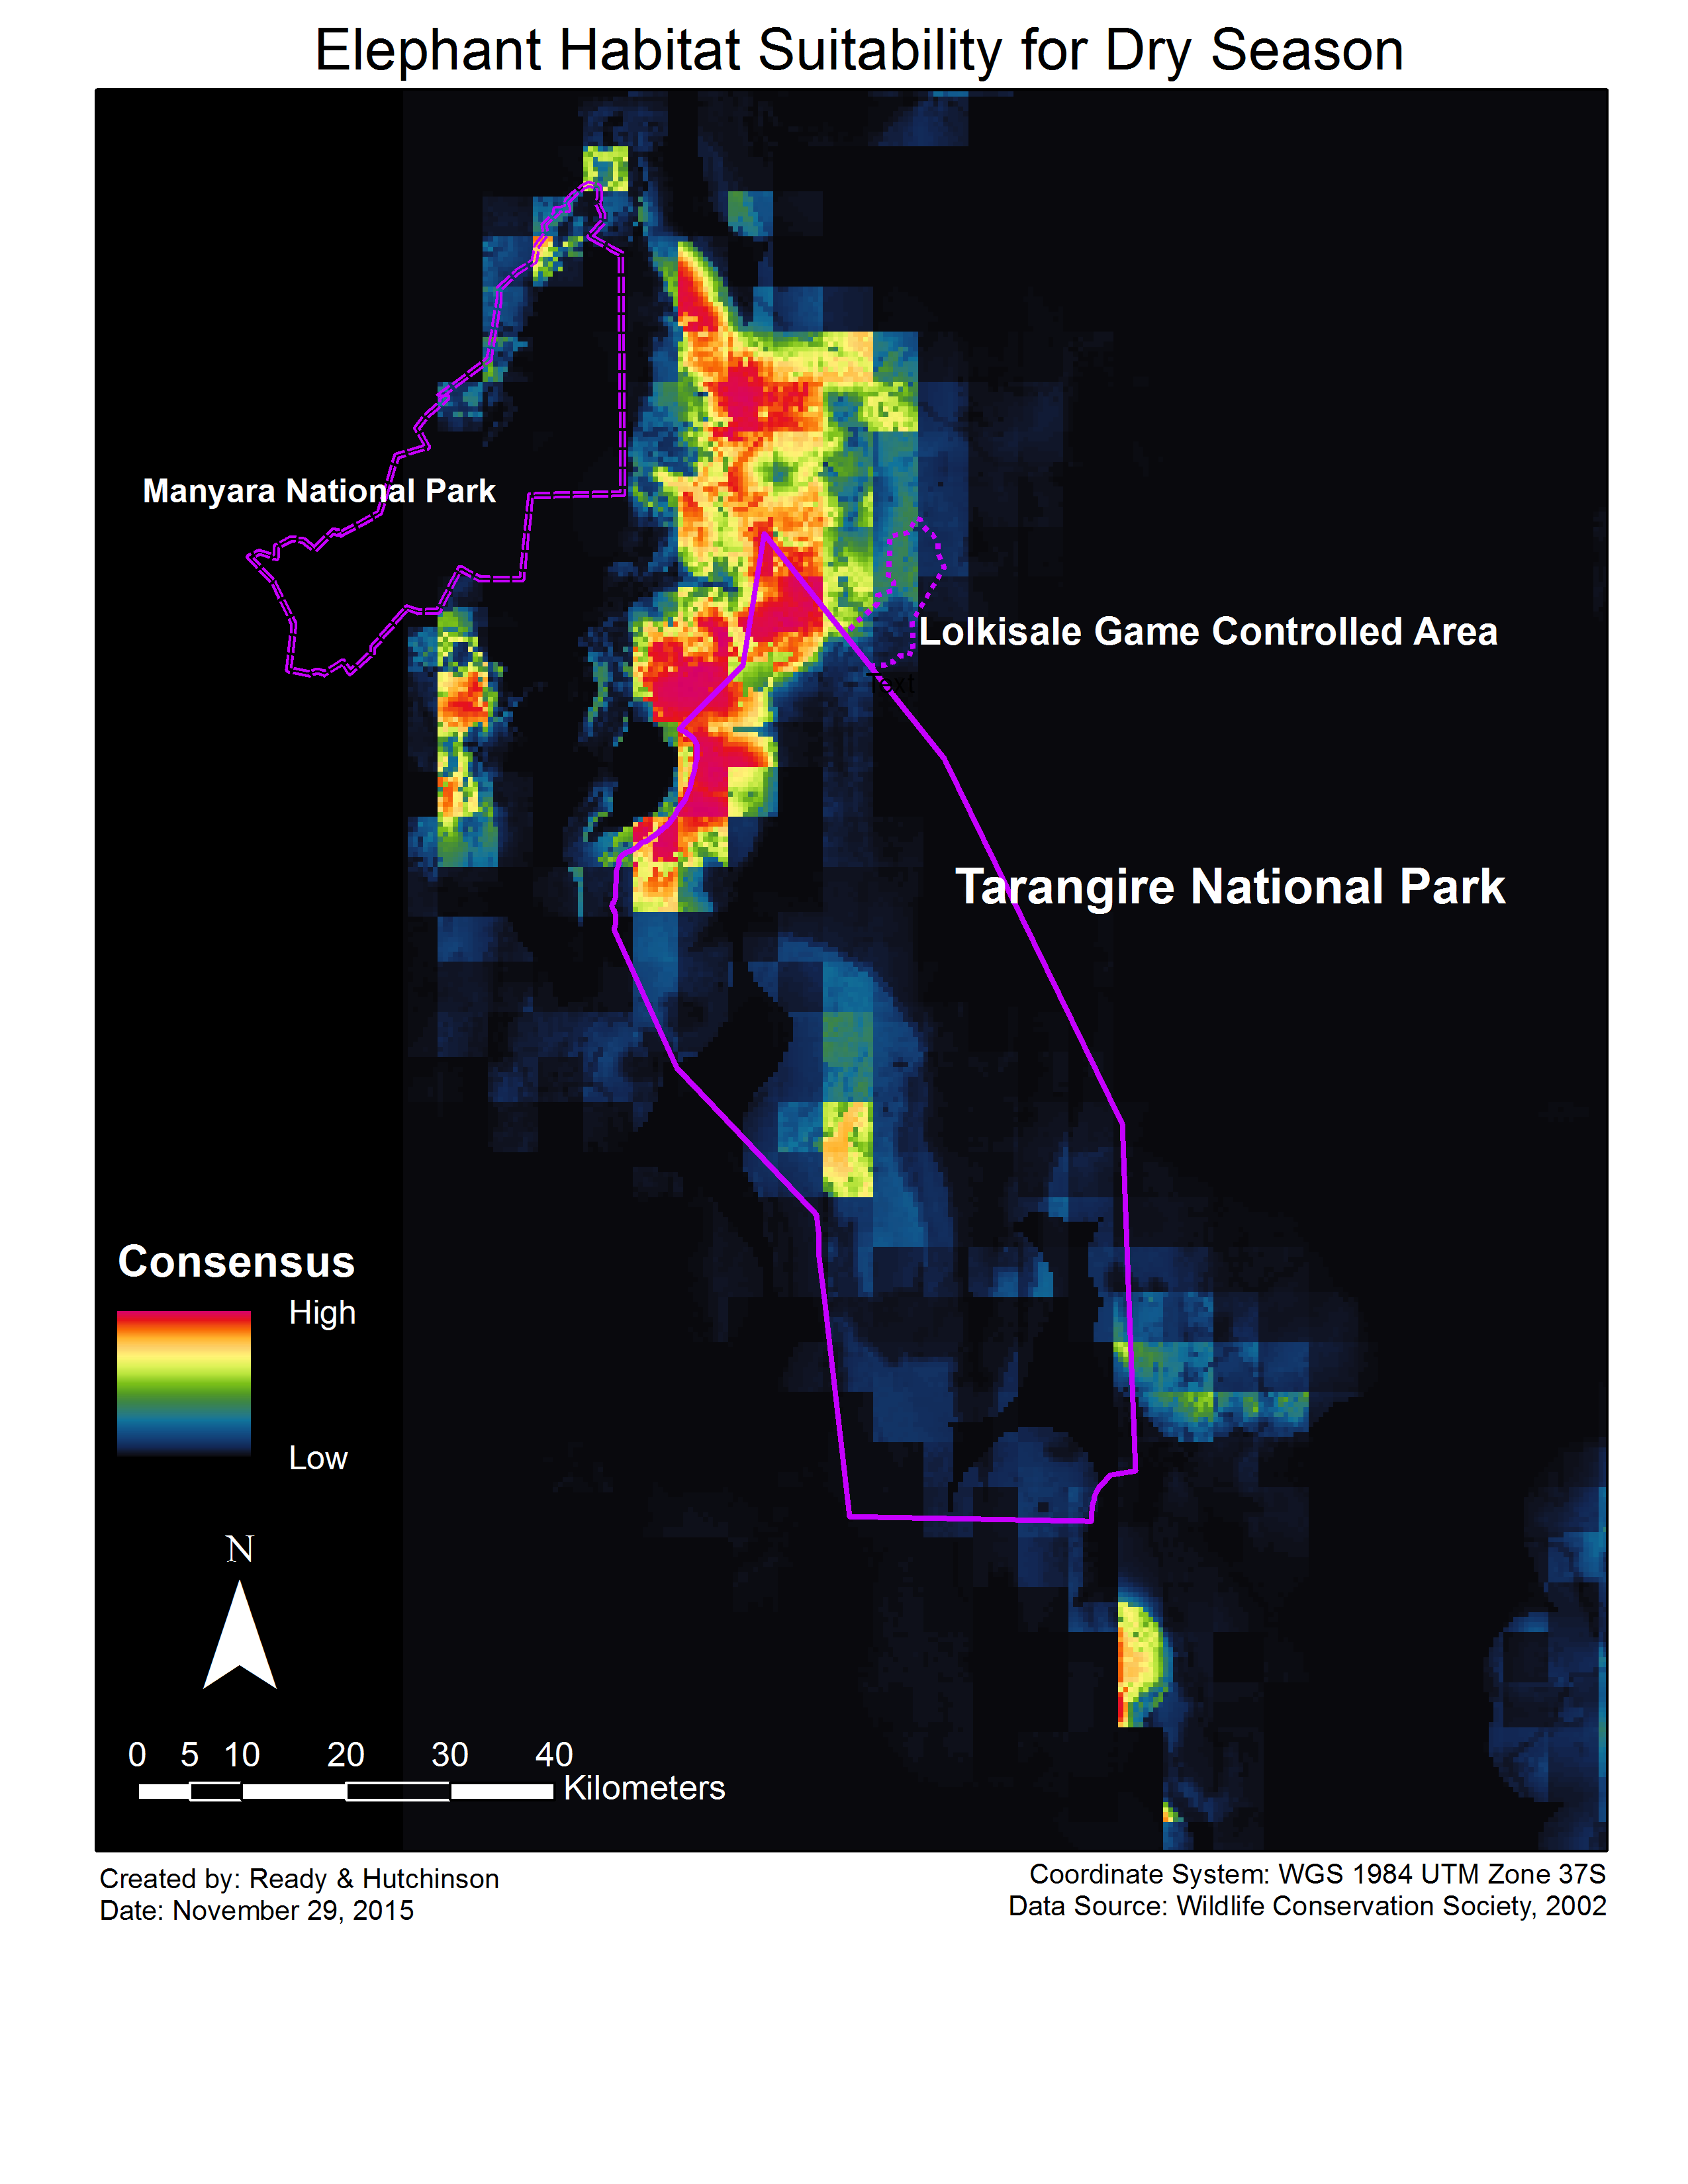 Elephant Habitat Suitability for Dry Season
Manyara National Park
Lolkisale Game Controlled Area
Text
Tarangire National Park
Consensus
High
Low
N
0 5 10 20 30 40
Kilometers
Created by: Ready & Hutchinson
Date: November 29, 2015
Coordinate System: WGS 1984 UTM Zone 37S
Data Source: Wildlife Conservation Society, 2002